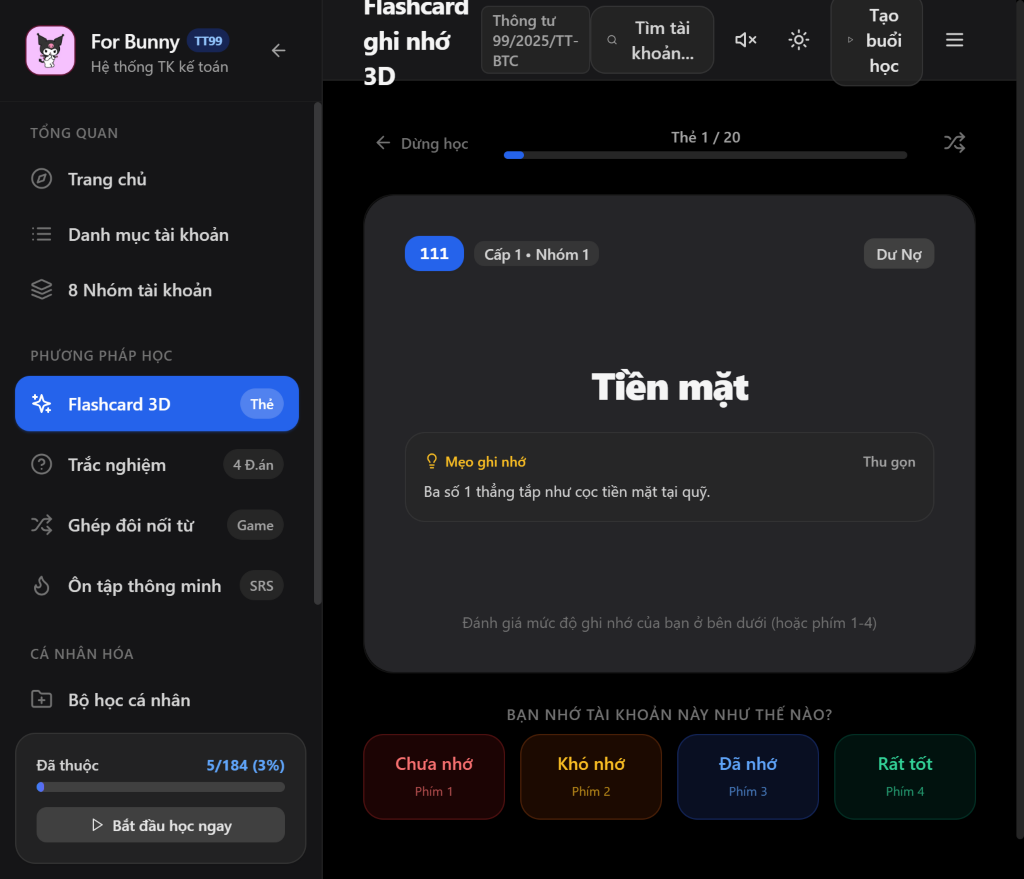 For Bunny TT99
Hệ thống TK kế toán
TỔNG QUAN
Trang chủ
Danh mục tài khoản
8 Nhóm tài khoản
PHƯƠNG PHÁP HỌC
Flashcard 3D Thẻ
Trắc nghiệm 4 Đ.án
Ghép đôi nối từ Game
Ôn tập thông minh SRS
CÁ NHÂN HÓA
Bộ học cá nhân
Đã thuộc 5/184 (3%)
Bắt đầu học ngay
Flashcard
ghi nhớ
3D
Thông tư
99/2025/TT-
BTC
Tìm tài
khoản...
Tạo
buổi
học
Dừng học
Thẻ 1 / 20
111 Cấp 1 • Nhóm 1 Dư Nợ
Tiền mặt
Mẹo ghi nhớ Thu gọn
Ba số 1 thẳng tắp như cọc tiền mặt tại quỹ.
Đánh giá mức độ ghi nhớ của bạn ở bên dưới (hoặc phím 1-4)
BẠN NHỚ TÀI KHOẢN NÀY NHƯ THẾ NÀO?
Chưa nhớ
Phím 1
Khó nhớ
Phím 2
Đã nhớ
Phím 3
Rất tốt
Phím 4